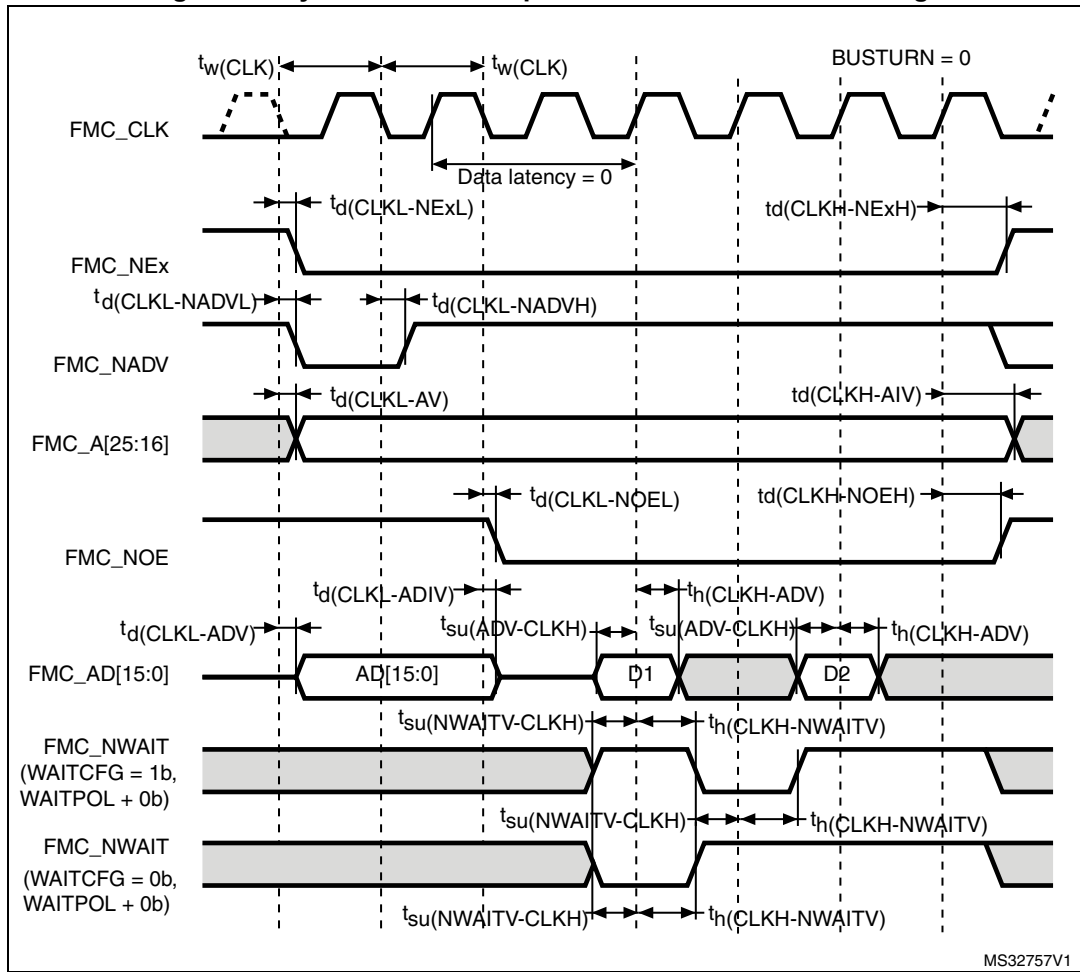 BUSTURN = 0
tw(CLK)
tw(CLK)
FMC_CLK
Data latency = 0
td(CLKL-NExL)
td(CLKH-NExH)
FMC_NEx
td(CLKL-NADVL)
td(CLKL-NADVH)
FMC_NADV
td(CLKL-AV)
td(CLKH-AIV)
FMC_A[25:16]
td(CLKL-NOEL)
td(CLKH-NOEH)
FMC_NOE
td(CLKL-ADIV)
th(CLKH-ADV)
td(CLKL-ADV)
tsu(ADV-CLKH)
tsu(ADV-CLKH)
th(CLKH-ADV)
FMC_AD[15:0]
AD[15:0]
D1
D2
tsu(NWAITV-CLKH)
th(CLKH-NWAITV)
FMC_NWAIT
(WAITCFG = 1b,
WAITPOL + 0b)
tsu(NWAITV-CLKH)
th(CLKH-NWAITV)
FMC_NWAIT
(WAITCFG = 0b,
WAITPOL + 0b)
tsu(NWAITV-CLKH)
th(CLKH-NWAITV)
MS32757V1